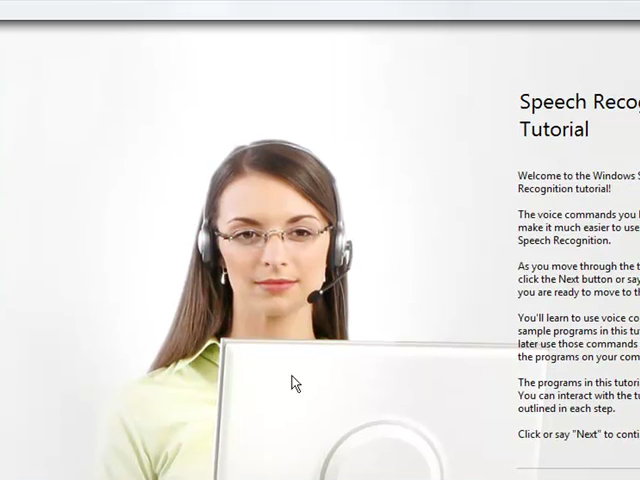 Speech Reco
Tutorial
Welcome to the Windows S
Recognition tutorial!
The voice commands you
make it much easier to use
Speech Recognition.
As you move through the t
click the Next button or say
you are ready to move to th
You'll learn to use voice co
sample programs in this tu
later use those commands
the programs on your com
The programs in this tutori
You can interact with the tu
outlined in each step.
Click or say "Next" to conti